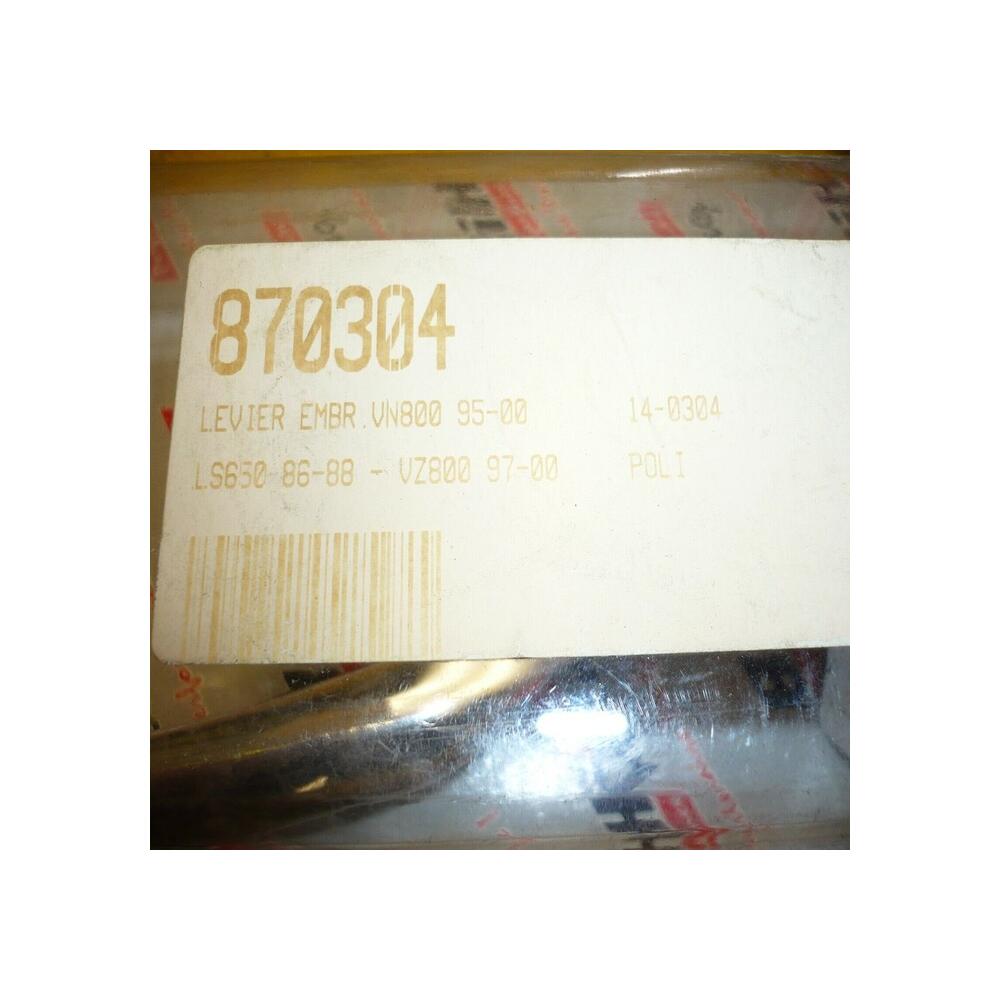 870304
LEVIER EMBR.VN800 95-00 14-0304
LS650 86-88 - VZ800 97-00 POLI